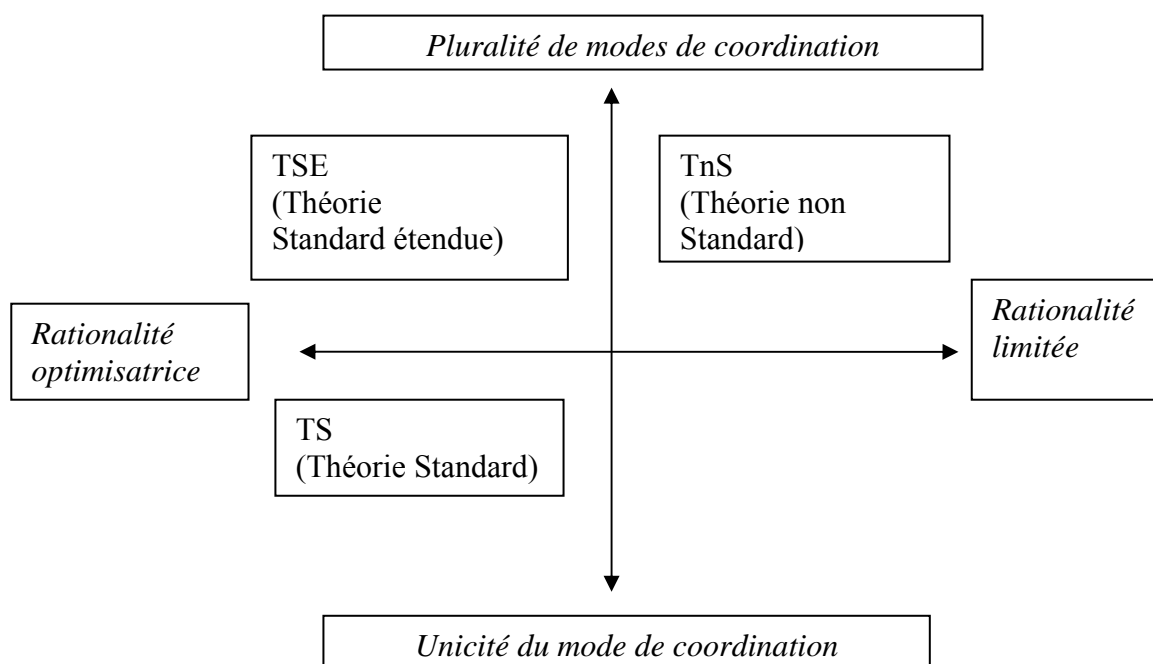 Pluralité de modes de coordination
TSE
(Théorie
Standard étendue)
TnS
(Théorie non
Standard)
Rationalité
optimisatrice
Rationalité
limitée
TS
(Théorie Standard)
Unicité du mode de coordination